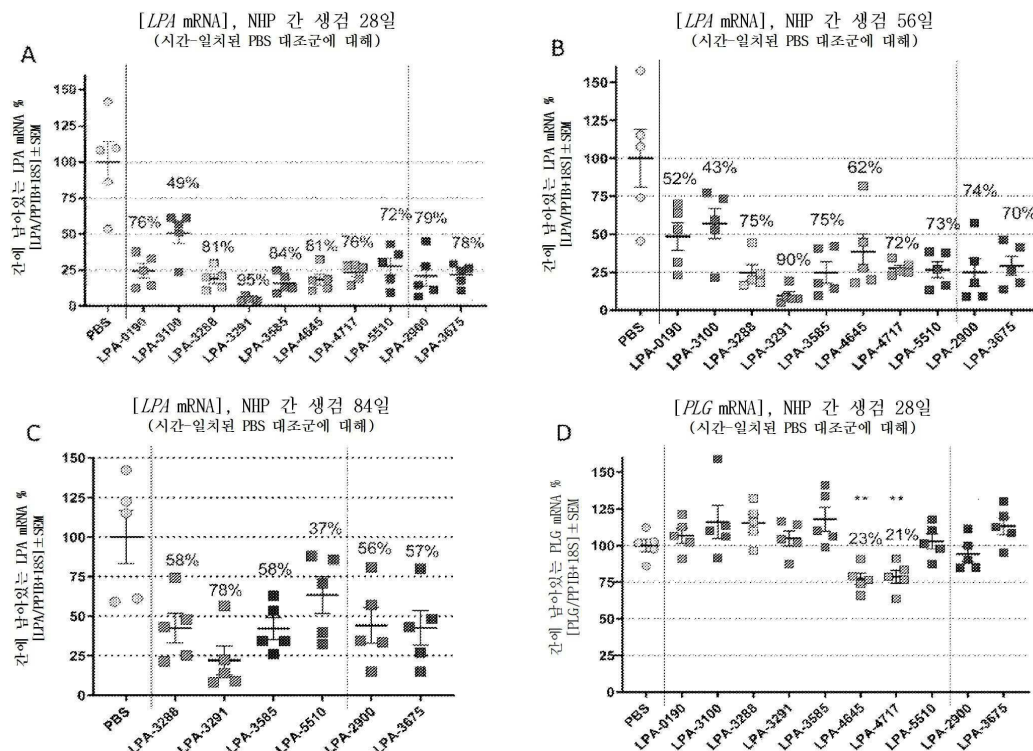 [LPA mRNA], NHP 간 생검 28일
(시간-일치된 PBS 대조군에 대해)
A
간에 남아있는 LPA mRNA %
[LPA/PPIB+18S]±SEM
150
125
100
75
50
25
0
76%
49%
81%
95%
84%
81%
76%
72%
79%
78%
PBS
LPA-0190
LPA-3100
LPA-3288
LPA-3291
LPA-3585
LPA-4645
LPA-4717
LPA-5510
LPA-2900
LPA-3675
[LPA mRNA], NHP 간 생검 56일
(시간-일치된 PBS 대조군에 대해)
B
간에 남아있는 LPA mRNA %
[LPA/PPIB+18S]±SEM
150
125
100
75
50
25
0
52%
43%
75%
90%
75%
62%
72%
73%
74%
70%
PBS
LPA-0190
LPA-3100
LPA-3288
LPA-3291
LPA-3585
LPA-4645
LPA-4717
LPA-5510
LPA-2900
LPA-3675
[LPA mRNA], NHP 간 생검 84일
(시간-일치된 PBS 대조군에 대해)
C
간에 남아있는 LPA mRNA %
[LPA/PPIB+18S]±SEM
150
125
100
75
50
25
0
58%
78%
58%
37%
56%
57%
PBS
LPA-3288
LPA-3291
LPA-3585
LPA-5510
LPA-2900
LPA-3675
[PLG mRNA], NHP 간 생검 28일
(시간-일치된 PBS 대조군에 대해)
D
간에 남아있는 PLG mRNA %
[PLG/PPIB+18S]±SEM
150
125
100
75
50
25
0
**
**
23%
21%
PBS
LPA-0190
LPA-3100
LPA-3288
LPA-3291
LPA-3585
LPA-4645
LPA-4717
LPA-5510
LPA-2900
LPA-3675